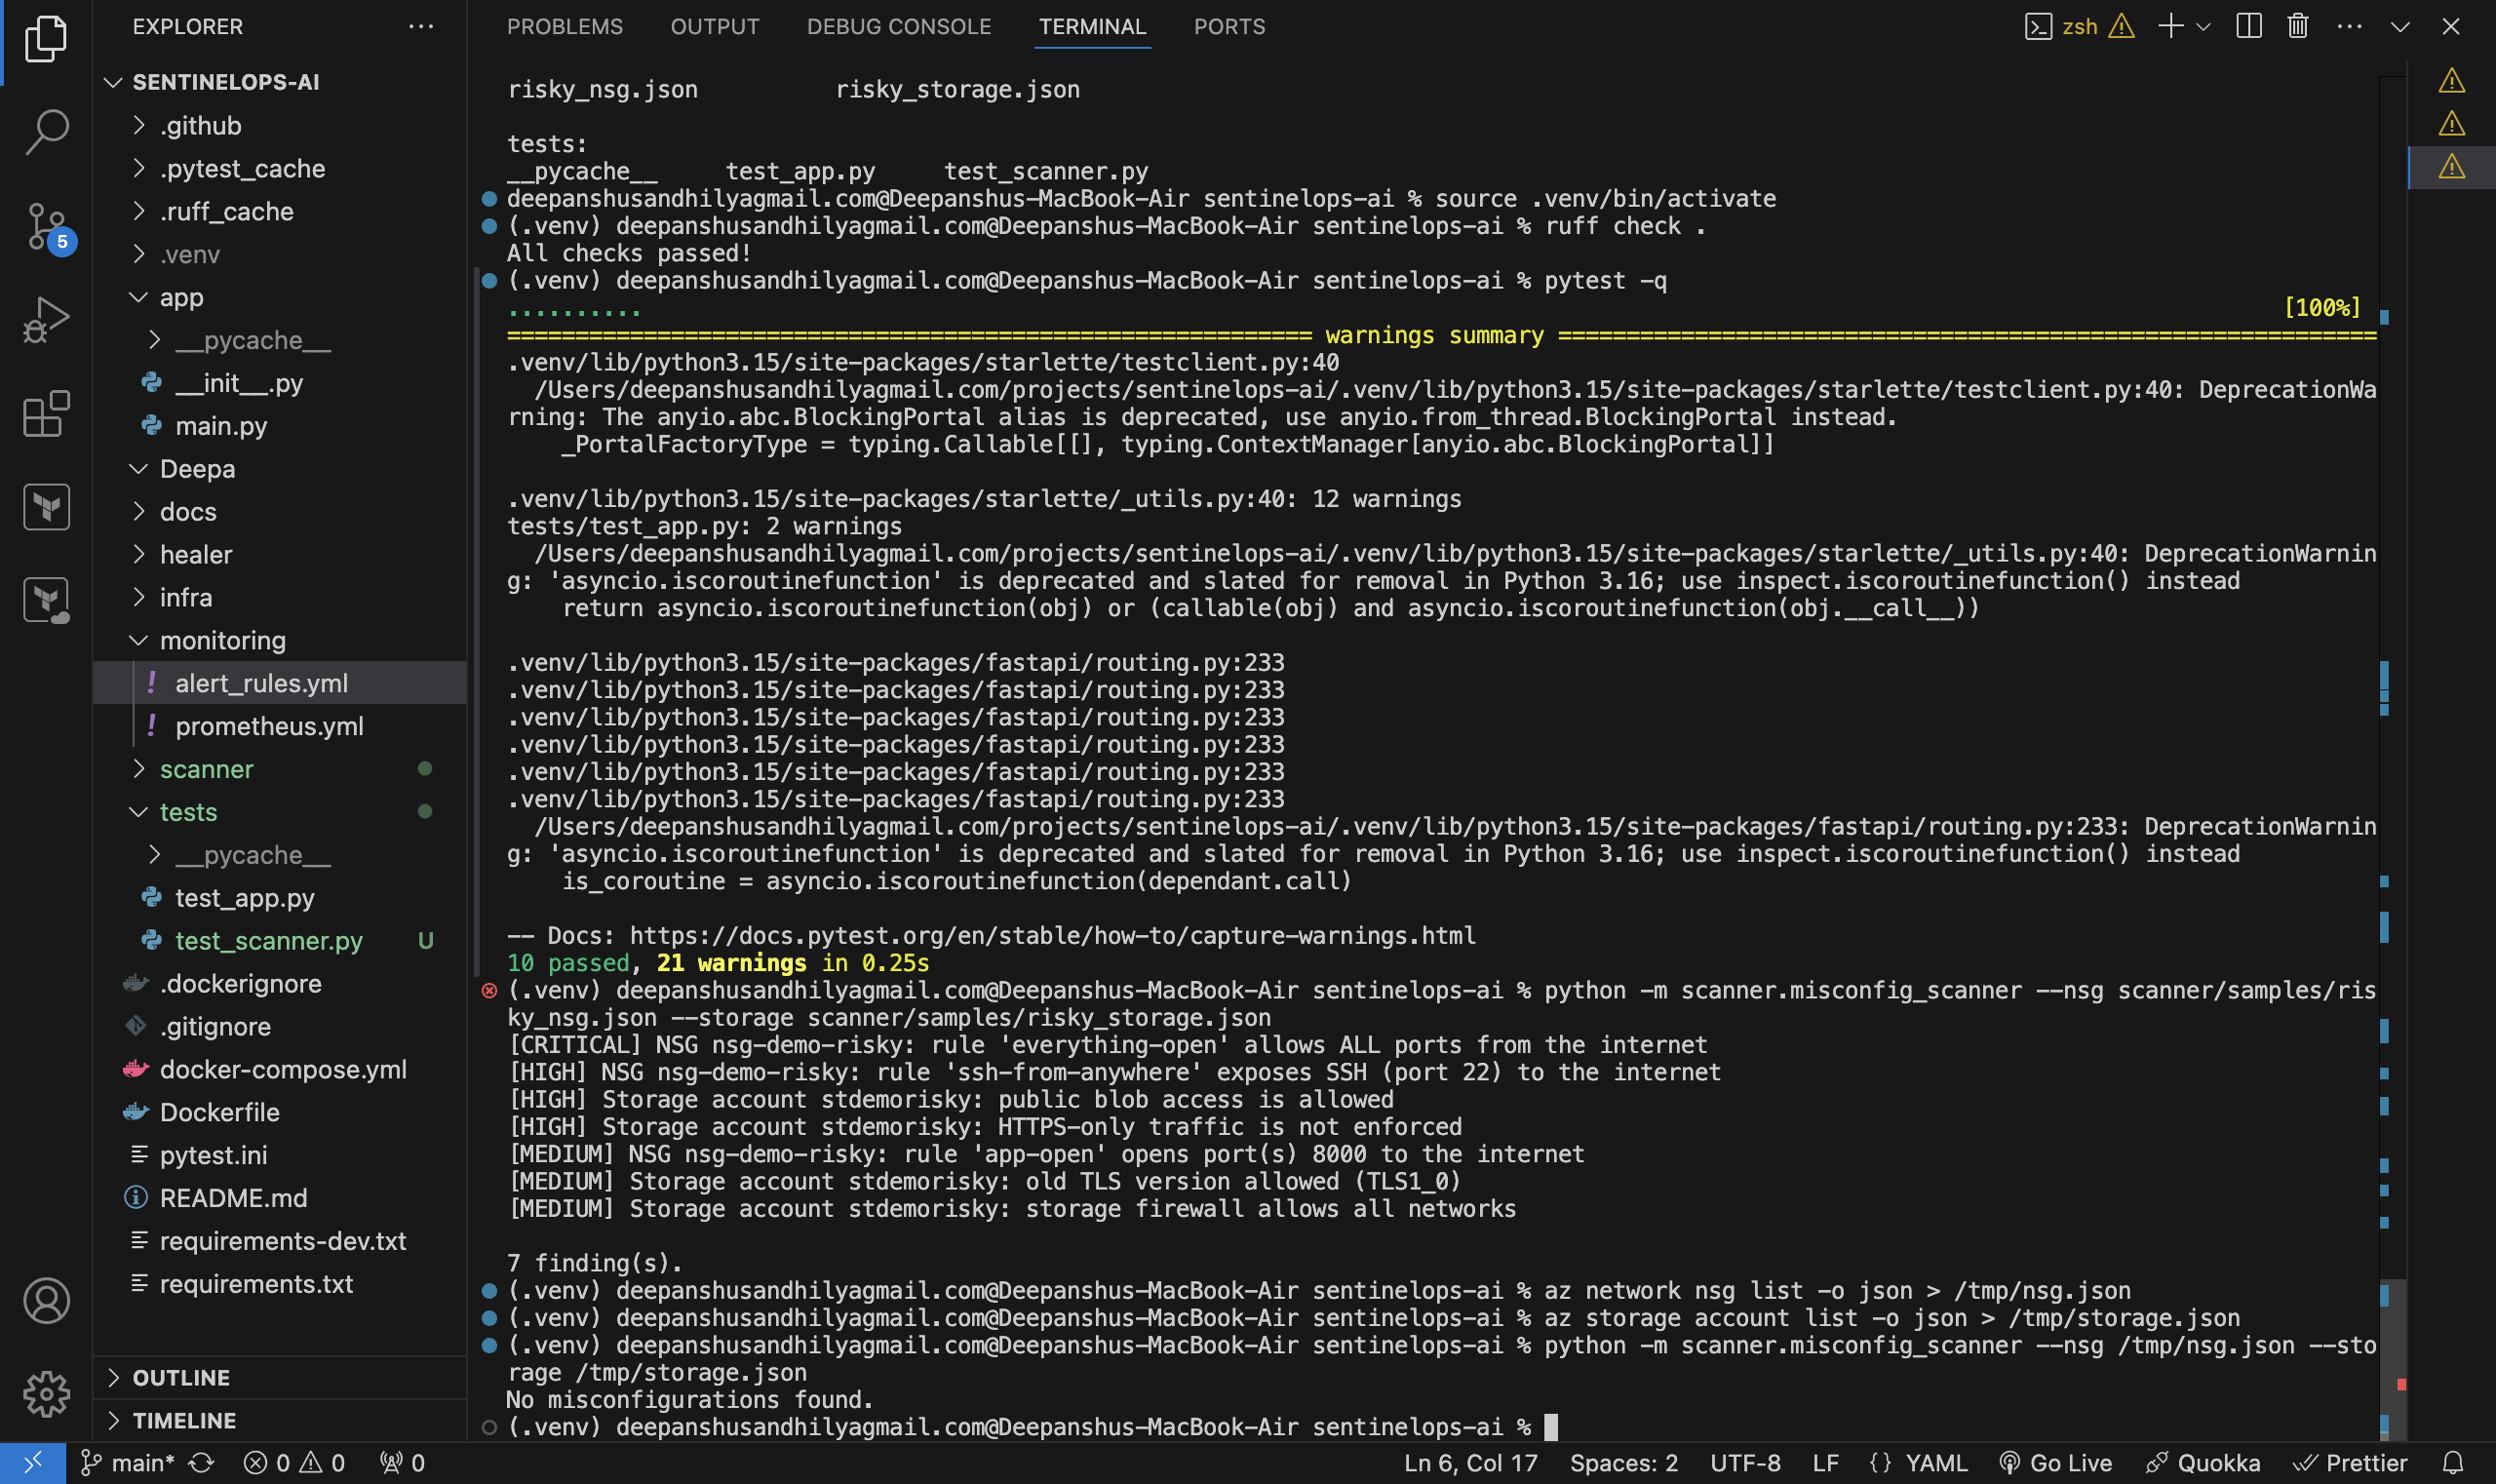 EXPLORER
SENTINELOPS-AI
.github
.pytest_cache
.ruff_cache
.venv
app
__pycache__
__init__.py
main.py
Deepa
docs
healer
infra
monitoring
! alert_rules.yml
! prometheus.yml
scanner
tests
__pycache__
test_app.py
test_scanner.py U
.dockerignore
.gitignore
docker-compose.yml
Dockerfile
pytest.ini
README.md
requirements-dev.txt
requirements.txt
OUTLINE
TIMELINE
5
PROBLEMS OUTPUT DEBUG CONSOLE TERMINAL PORTS
zsh
risky_nsg.json risky_storage.json
tests:
__pycache__ test_app.py test_scanner.py
deepanshusandhilyagmail.com@Deepanshus-MacBook-Air sentinelops-ai % source .venv/bin/activate
(.venv) deepanshusandhilyagmail.com@Deepanshus-MacBook-Air sentinelops-ai % ruff check .
All checks passed!
(.venv) deepanshusandhilyagmail.com@Deepanshus-MacBook-Air sentinelops-ai % pytest -q
.......... [100%]
=========================================================== warnings summary ============================================================
.venv/lib/python3.15/site-packages/starlette/testclient.py:40
/Users/deepanshusandhilyagmail.com/projects/sentinelops-ai/.venv/lib/python3.15/site-packages/starlette/testclient.py:40: DeprecationWa
rning: The anyio.abc.BlockingPortal alias is deprecated, use anyio.from_thread.BlockingPortal instead.
_PortalFactoryType = typing.Callable[[], typing.ContextManager[anyio.abc.BlockingPortal]]
.venv/lib/python3.15/site-packages/starlette/_utils.py:40: 12 warnings
tests/test_app.py: 2 warnings
/Users/deepanshusandhilyagmail.com/projects/sentinelops-ai/.venv/lib/python3.15/site-packages/starlette/_utils.py:40: DeprecationWarnin
g: 'asyncio.iscoroutinefunction' is deprecated and slated for removal in Python 3.16; use inspect.iscoroutinefunction() instead
return asyncio.iscoroutinefunction(obj) or (callable(obj) and asyncio.iscoroutinefunction(obj.__call__))
.venv/lib/python3.15/site-packages/fastapi/routing.py:233
.venv/lib/python3.15/site-packages/fastapi/routing.py:233
.venv/lib/python3.15/site-packages/fastapi/routing.py:233
.venv/lib/python3.15/site-packages/fastapi/routing.py:233
.venv/lib/python3.15/site-packages/fastapi/routing.py:233
.venv/lib/python3.15/site-packages/fastapi/routing.py:233
/Users/deepanshusandhilyagmail.com/projects/sentinelops-ai/.venv/lib/python3.15/site-packages/fastapi/routing.py:233: DeprecationWarnin
g: 'asyncio.iscoroutinefunction' is deprecated and slated for removal in Python 3.16; use inspect.iscoroutinefunction() instead
is_coroutine = asyncio.iscoroutinefunction(dependant.call)
-- Docs: https://docs.pytest.org/en/stable/how-to/capture-warnings.html
10 passed, 21 warnings in 0.25s
(.venv) deepanshusandhilyagmail.com@Deepanshus-MacBook-Air sentinelops-ai % python -m scanner.misconfig_scanner --nsg scanner/samples/ris
ky_nsg.json --storage scanner/samples/risky_storage.json
[CRITICAL] NSG nsg-demo-risky: rule 'everything-open' allows ALL ports from the internet
[HIGH] NSG nsg-demo-risky: rule 'ssh-from-anywhere' exposes SSH (port 22) to the internet
[HIGH] Storage account stdemorisky: public blob access is allowed
[HIGH] Storage account stdemorisky: HTTPS-only traffic is not enforced
[MEDIUM] NSG nsg-demo-risky: rule 'app-open' opens port(s) 8000 to the internet
[MEDIUM] Storage account stdemorisky: old TLS version allowed (TLS1_0)
[MEDIUM] Storage account stdemorisky: storage firewall allows all networks
7 finding(s).
(.venv) deepanshusandhilyagmail.com@Deepanshus-MacBook-Air sentinelops-ai % az network nsg list -o json > /tmp/nsg.json
(.venv) deepanshusandhilyagmail.com@Deepanshus-MacBook-Air sentinelops-ai % az storage account list -o json > /tmp/storage.json
(.venv) deepanshusandhilyagmail.com@Deepanshus-MacBook-Air sentinelops-ai % python -m scanner.misconfig_scanner --nsg /tmp/nsg.json --sto
rage /tmp/storage.json
No misconfigurations found.
(.venv) deepanshusandhilyagmail.com@Deepanshus-MacBook-Air sentinelops-ai %
main* 0 0 0 Ln 6, Col 17 Spaces: 2 UTF-8 LF {} YAML Go Live Quokka Prettier